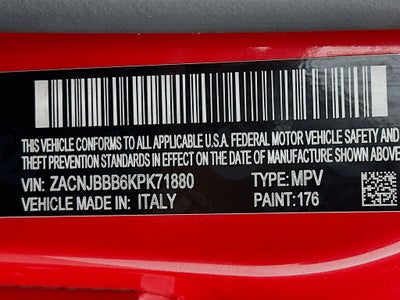 THIS VEHICLE CONFORMS TO ALL APPLICABLE U.S.A. FEDERAL MOTOR VEHICLE SAFETY AND
THEFT PREVENTION STANDARDS IN EFFECT ON THE DATE OF MANUFACTURE SHOWN ABOVE
VIN: ZACNJBBB6KPK71880 TYPE: MPV
VEHICLE MADE IN: ITALY PAINT: 176